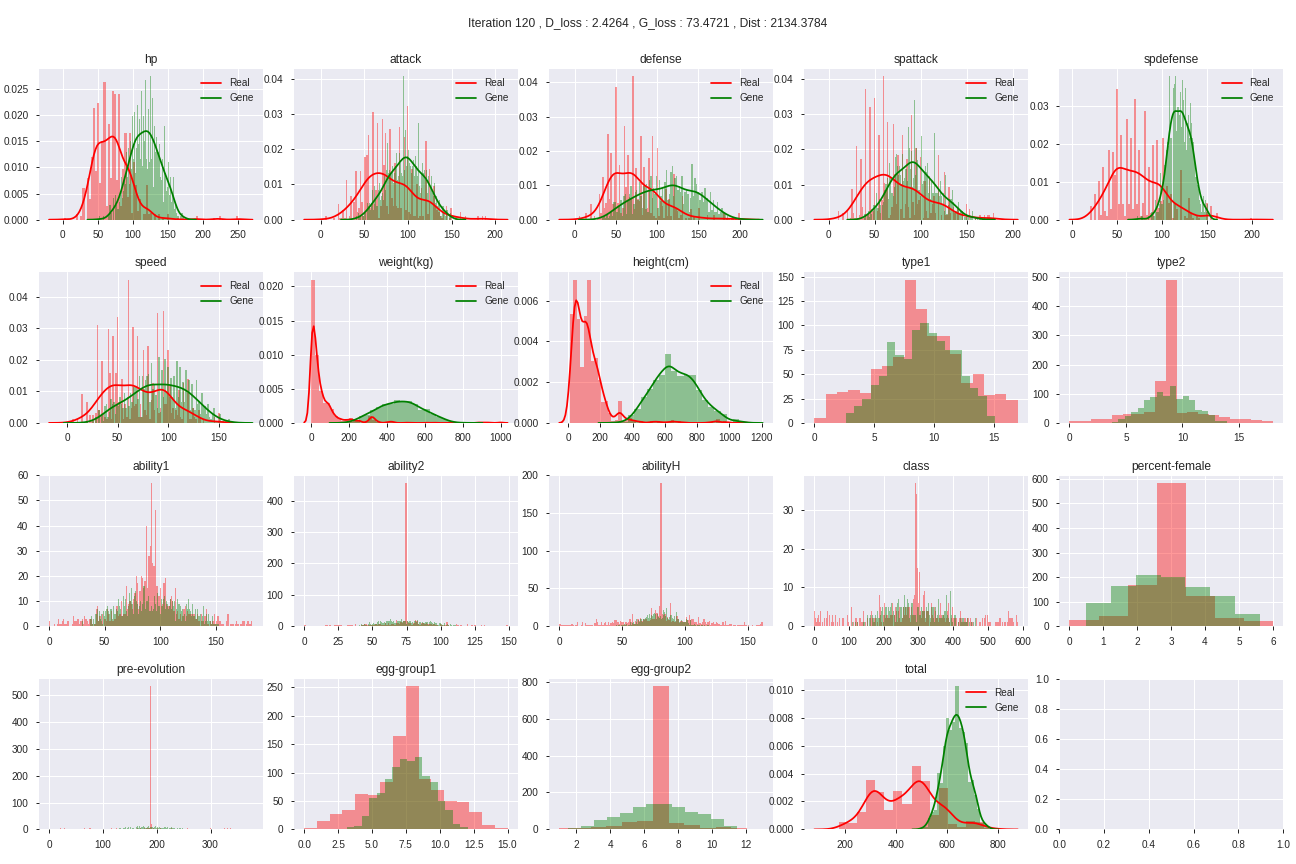 Iteration 120 , D_loss : 2.4264 , G_loss : 73.4721 , Dist : 2134.3784
hp
Real
Gene
0.025
0.020
0.015
0.010
0.005
0.000
0 50 100 150 200 250
attack
Real
Gene
0.04
0.03
0.02
0.01
0.00
0 50 100 150 200
defense
Real
Gene
0.04
0.03
0.02
0.01
0.00
0 50 100 150 200
spattack
Real
Gene
0.04
0.03
0.02
0.01
0.00
0 50 100 150 200
spdefense
Real
Gene
0.03
0.02
0.01
0.00
0 50 100 150 200
speed
Real
Gene
0.04
0.03
0.02
0.01
0.00
0 50 100 150
weight(kg)
Real
Gene
0.020
0.015
0.010
0.005
0.000
0 200 400 600 800 1000
height(cm)
Real
Gene
0.006
0.004
0.002
0.000
0 200 400 600 800 1000 1200
type1
150
125
100
75
50
25
0
0 5 10 15
type2
500
400
300
200
100
0
0 5 10 15
ability1
60
50
40
30
20
10
0
0 50 100 150
ability2
400
300
200
100
0
0 25 50 75 100 125 150
abilityH
200
150
100
50
0
0 50 100 150
class
30
20
10
0
0 100 200 300 400 500 600
percent-female
600
500
400
300
200
100
0
0 1 2 3 4 5 6
pre-evolution
500
400
300
200
100
0
0 100 200 300
egg-group1
250
200
150
100
50
0
0.0 2.5 5.0 7.5 10.0 12.5 15.0
egg-group2
800
600
400
200
0
2 4 6 8 10 12
total
Real
Gene
0.010
0.008
0.006
0.004
0.002
0.000
200 400 600 800
1.0
0.8
0.6
0.4
0.2
0.0
0.0 0.2 0.4 0.6 0.8 1.0